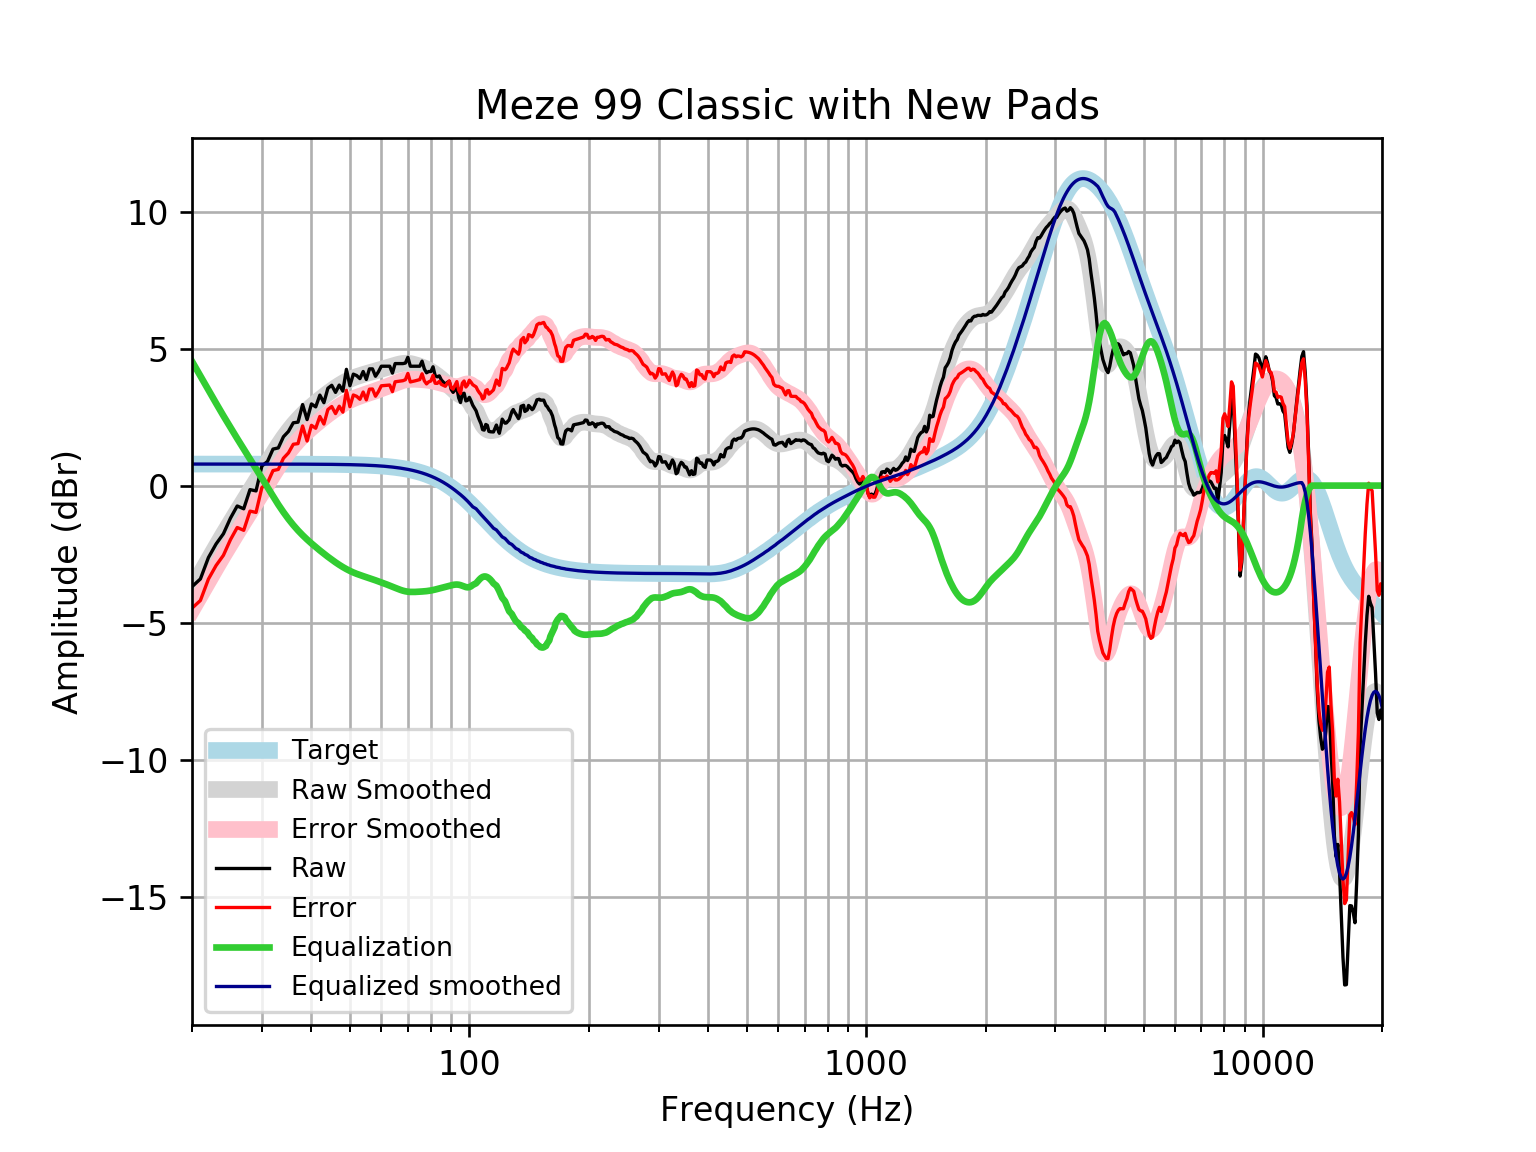 Meze 99 Classic with New Pads
Amplitude (dBr)
10
5
0
−5
−10
−15
Target
Raw Smoothed
Error Smoothed
Raw
Error
Equalization
Equalized smoothed
100
1000
10000
Frequency (Hz)